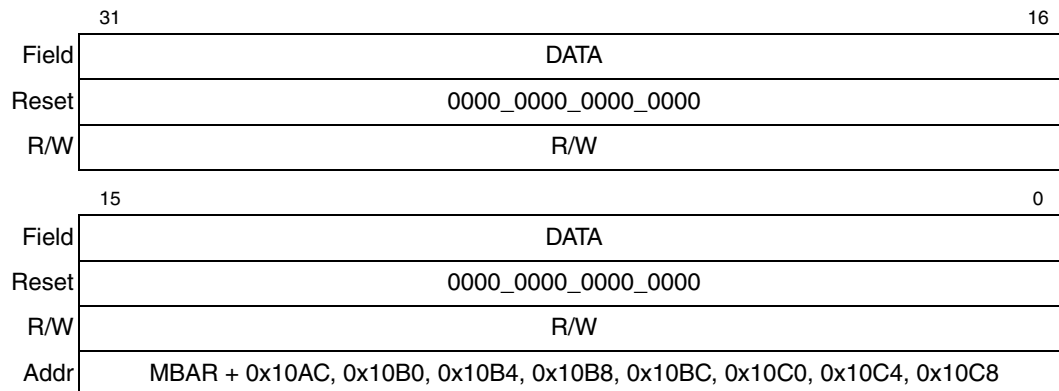 31 16
Field DATA
Reset 0000_0000_0000_0000
R/W R/W
15 0
Field DATA
Reset 0000_0000_0000_0000
R/W R/W
Addr MBAR + 0x10AC, 0x10B0, 0x10B4, 0x10B8, 0x10BC, 0x10C0, 0x10C4, 0x10C8